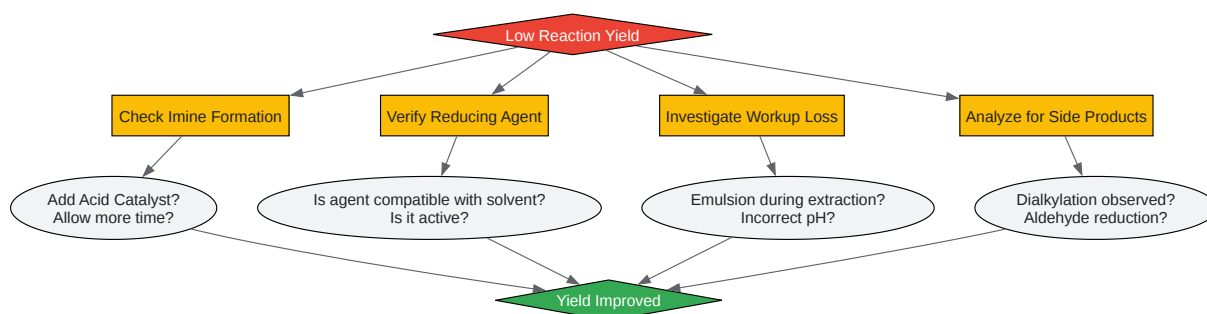 Low Reaction Yield
Check Imine Formation
Verify Reducing Agent
Investigate Workup Loss
Analyze for Side Products
Add Acid Catalyst?
Allow more time?
Is agent compatible with solvent?
Is it active?
Emulsion during extraction?
Incorrect pH?
Dialkylation observed?
Aldehyde reduction?
Yield Improved